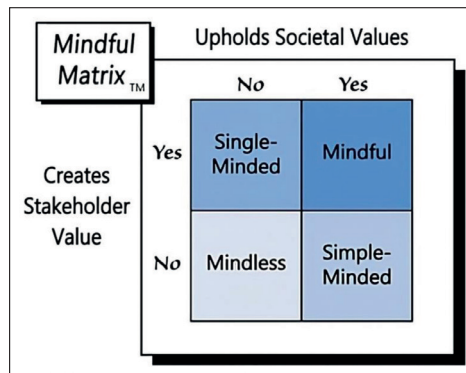 Mindful
Matrix TM
Upholds Societal Values
No Yes
Creates
Stakeholder
Value
Yes
Single-
Minded
Mindful
No
Mindless
Simple-
Minded